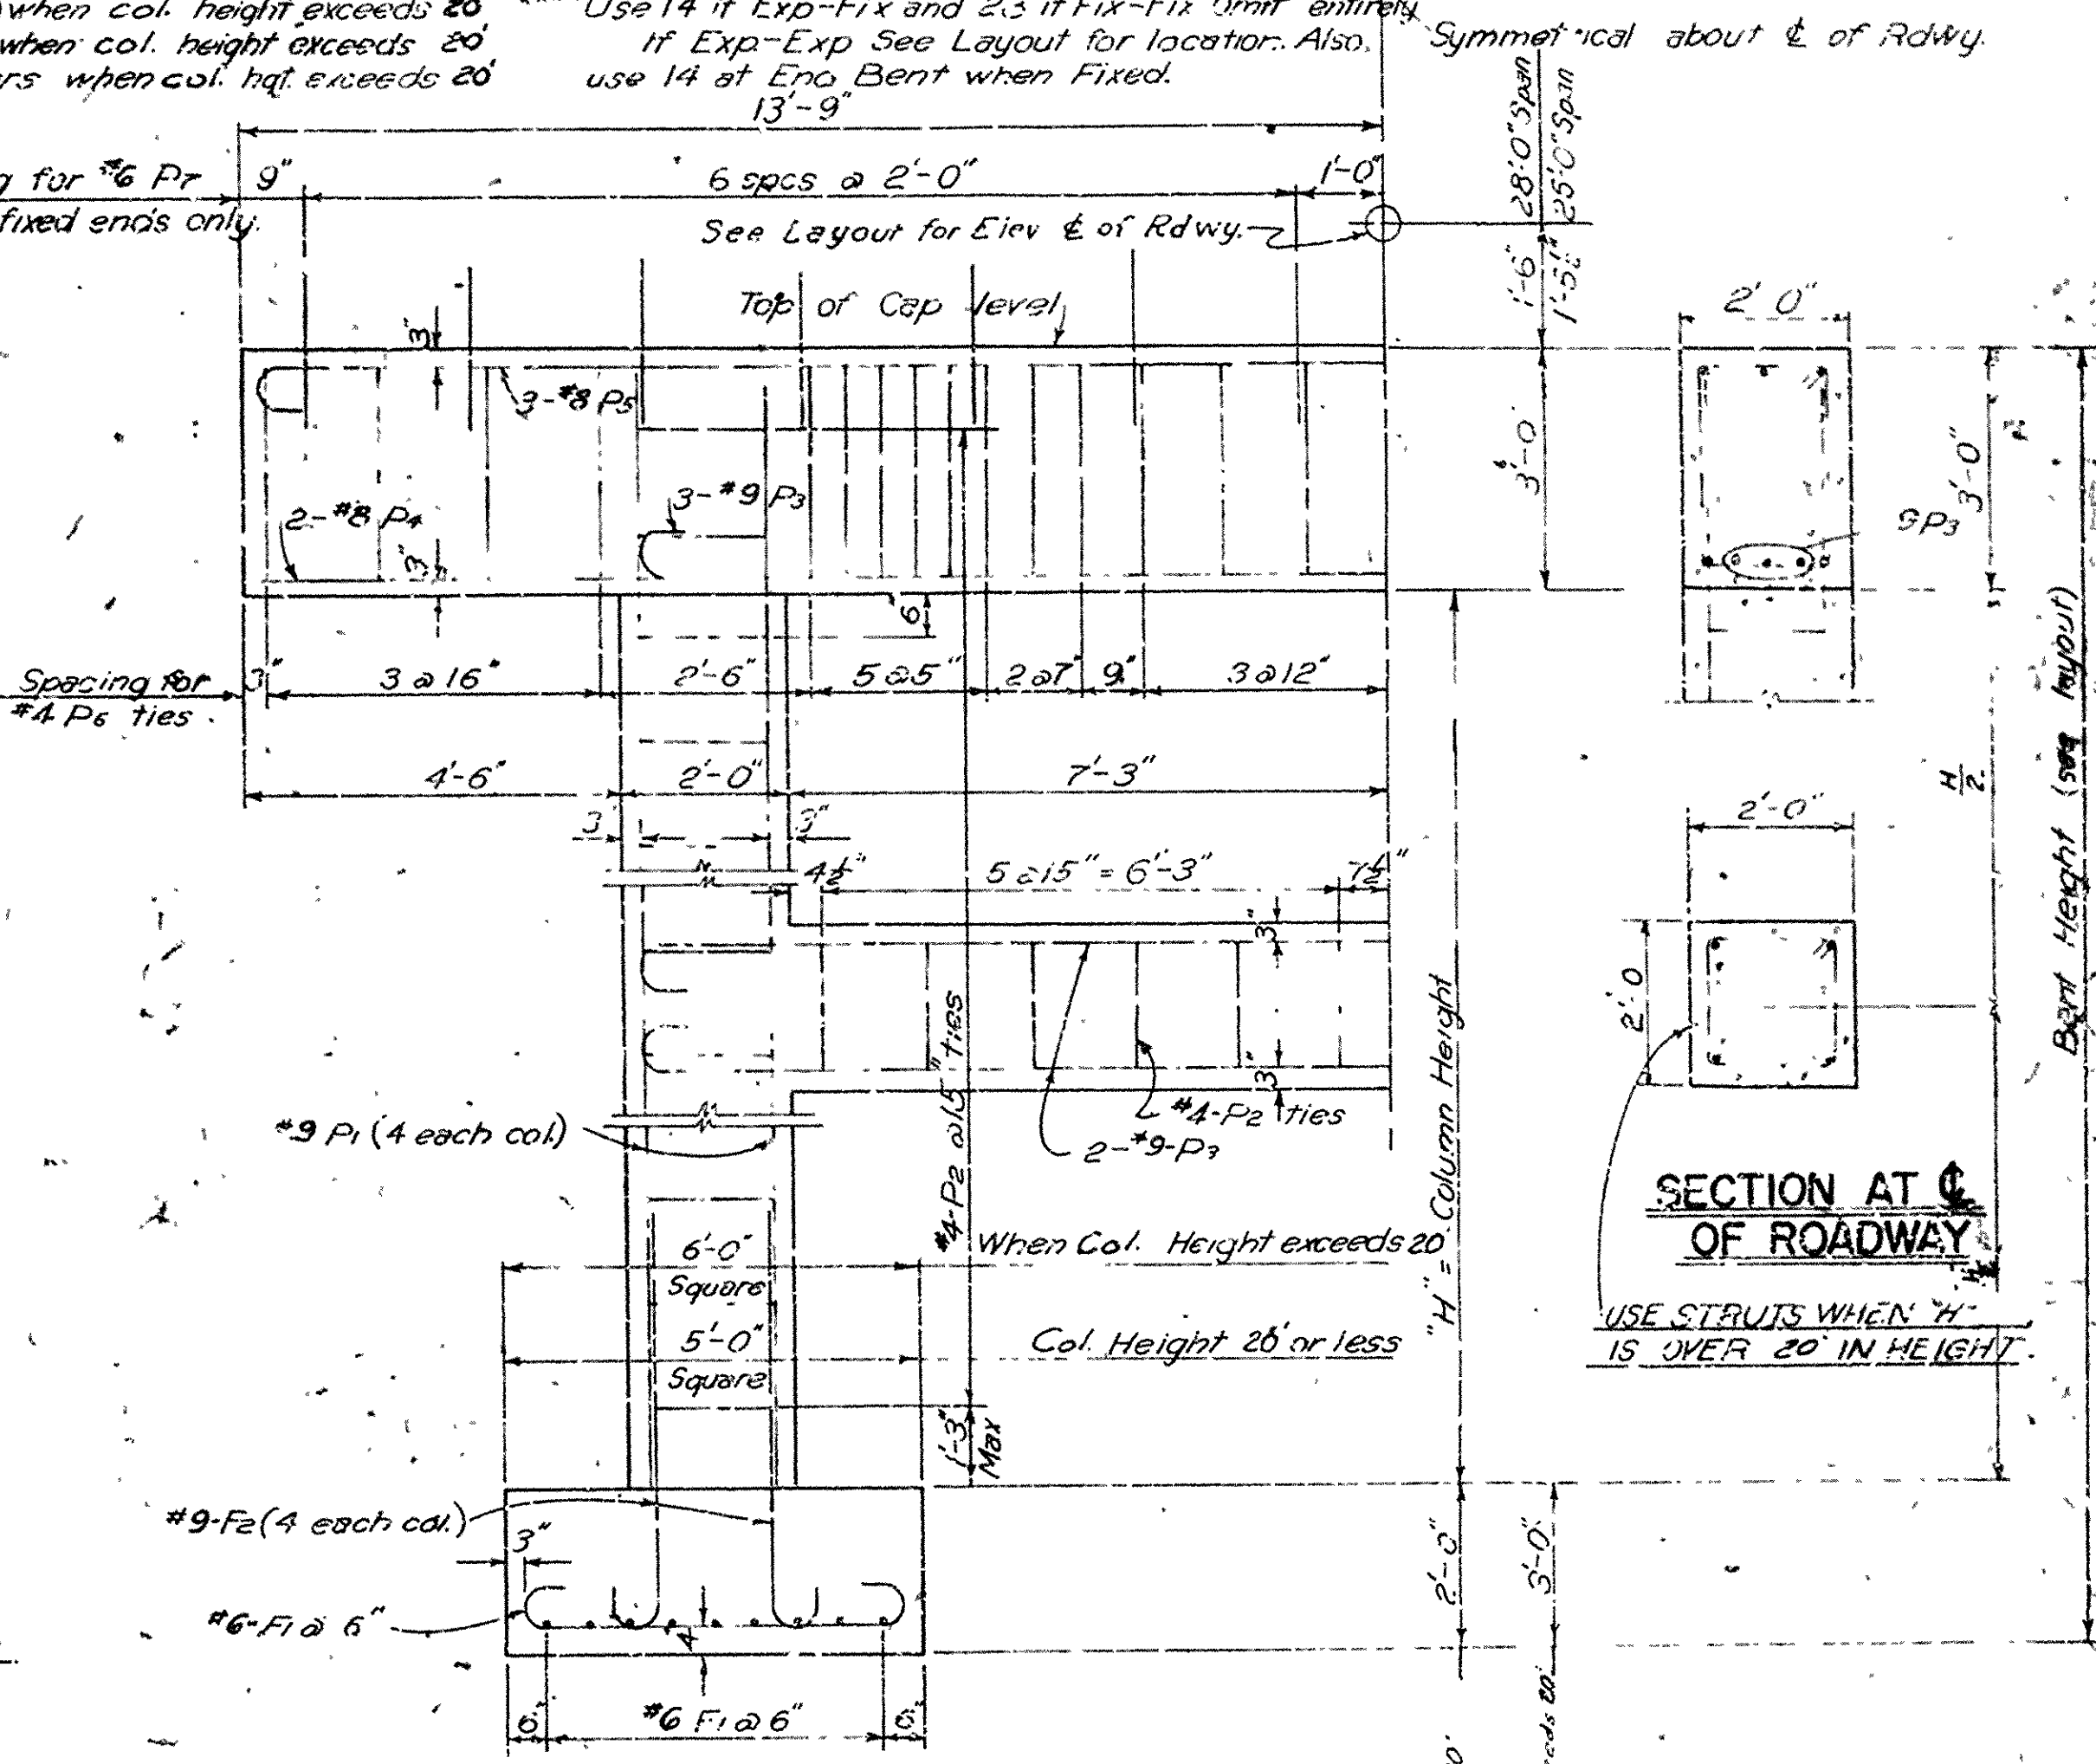 when col. height exceeds 20'
when col. height exceeds 20'
when col. hgt. exceeds 20'
Use 14 if Exp-Fix and 23 if Fix-Fix Omit entirely
if Exp-Exp See Layout for location. Also,
use 14 at End Bent when Fixed.
Symmetrical about ℄ of Rdwy.
13'-9"
for #6 P7
fixed ends only.
9"
6 spcs @ 2'-0"
1'-0"
See Layout for Elev ℄ of Rdwy.
28'-0" Span
25'-0" Span
1'-6"
1'-5½"
Top of Cap level
2'-0"
3"
3-#8 P5
3-#9 P3
2-#8 P4
3"
3'-0"
3'-0"
P3
6"
Spacing for
#4 P6 ties.
3"
3 @ 16"
2'-6"
5 @ 5"
2 @ 7"
9"
3 @ 12"
4'-6"
2'-0"
7'-3"
3"
3"
4½"
5 @ 15" = 6'-3"
7½"
H/2
2'-0"
Bent Height (see layout)
3"
3"
2'-0
#4-P2 @ 15" ties
#4-P2 ties
2-#9-P3
#9 P1 (4 each col.)
"H" = Column Height
SECTION AT ℄
OF ROADWAY
6'-0"
Square
When Col. Height exceeds 20'
5'-0"
Square
Col. Height 20' or less
USE STRUTS WHEN "H"
IS OVER 20' IN HEIGHT.
1'-3"
Max
#9-F2 (4 each col.)
3"
#6-F1 @ 6"
4"
2'-0"
3'-0"
6"
#6 F1 @ 6"
6"